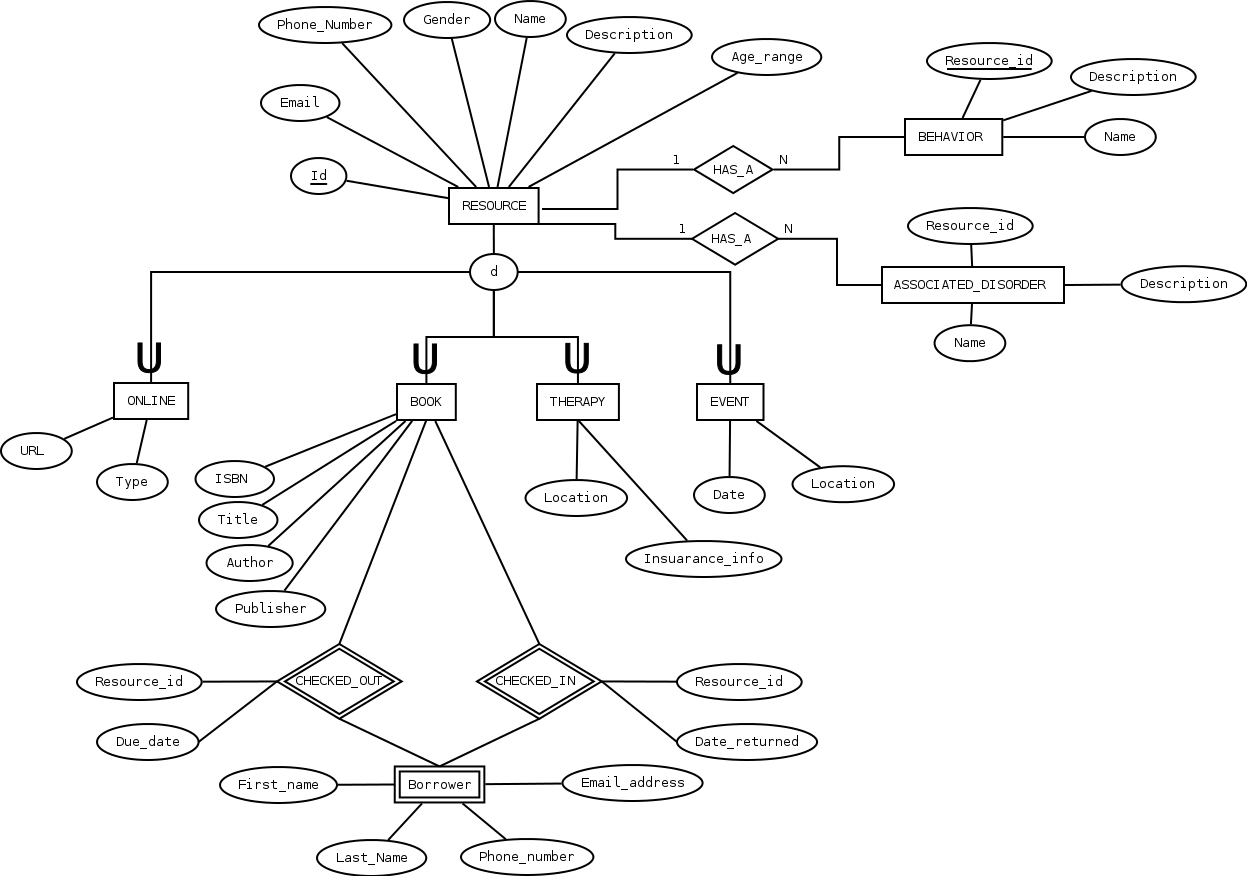 Phone_Number
Gender
Name
Description
Age_range
Resource_id
Description
Email
BEHAVIOR
Name
1
HAS_A
N
Id
RESOURCE
Resource_id
1
HAS_A
N
d
ASSOCIATED_DISORDER
Description
Name
U
U
U
U
ONLINE
BOOK
THERAPY
EVENT
URL
Type
ISBN
Title
Author
Publisher
Location
Date
Location
Insuarance_info
Resource_id
CHECKED_OUT
CHECKED_IN
Resource_id
Due_date
Date_returned
First_name
Borrower
Email_address
Last_Name
Phone_number